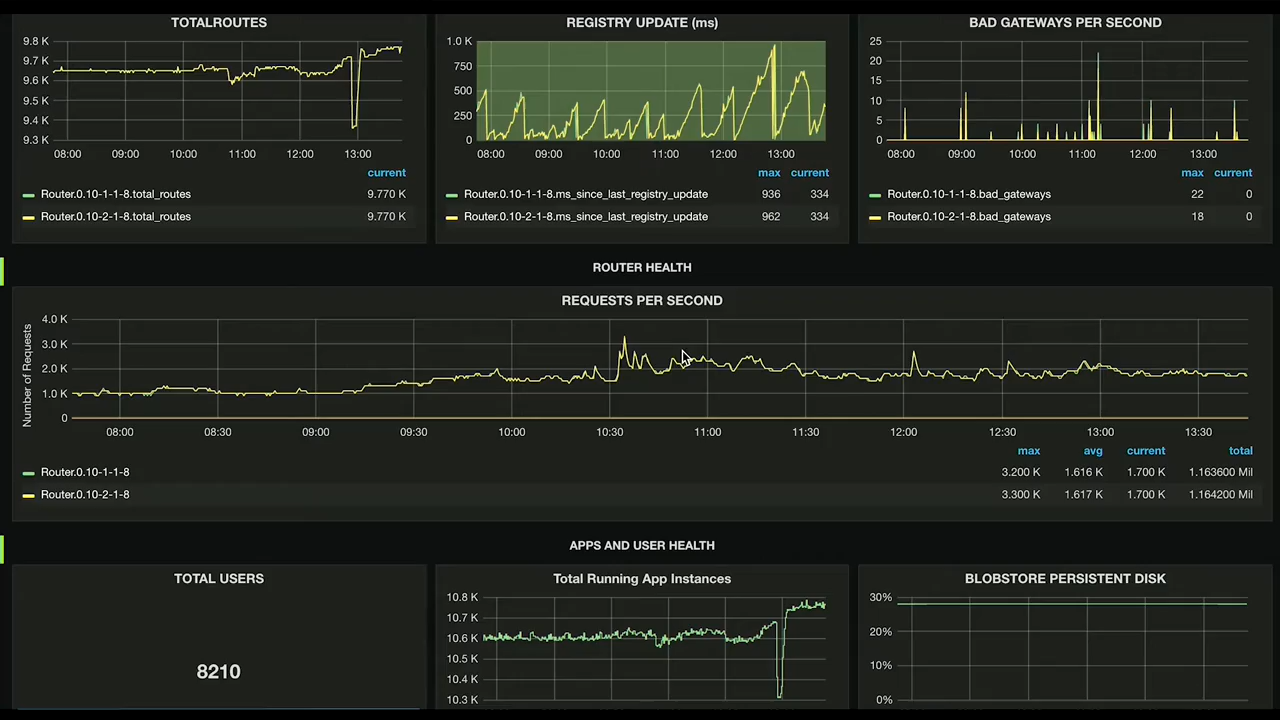 TOTALROUTES
9.8 K
9.7 K
9.6 K
9.5 K
9.4 K
9.3 K
08:00 09:00 10:00 11:00 12:00 13:00
current
Router.0.10-1-1-8.total_routes 9.770 K
Router.0.10-2-1-8.total_routes 9.770 K
REGISTRY UPDATE (ms)
1.0 K
750
500
250
0
08:00 09:00 10:00 11:00 12:00 13:00
max current
Router.0.10-1-1-8.ms_since_last_registry_update 936 334
Router.0.10-2-1-8.ms_since_last_registry_update 962 334
BAD GATEWAYS PER SECOND
25
20
15
10
5
0
08:00 09:00 10:00 11:00 12:00 13:00
max current
Router.0.10-1-1-8.bad_gateways 22 0
Router.0.10-2-1-8.bad_gateways 18 0
ROUTER HEALTH
REQUESTS PER SECOND
Number of Requests
4.0 K
3.0 K
2.0 K
1.0 K
0
08:00 08:30 09:00 09:30 10:00 10:30 11:00 11:30 12:00 12:30 13:00 13:30
max avg current total
Router.0.10-1-1-8 3.200 K 1.616 K 1.700 K 1.163600 Mil
Router.0.10-2-1-8 3.300 K 1.617 K 1.700 K 1.164200 Mil
APPS AND USER HEALTH
TOTAL USERS
8210
Total Running App Instances
10.8 K
10.7 K
10.6 K
10.5 K
10.4 K
10.3 K
BLOBSTORE PERSISTENT DISK
30%
20%
10%
0%